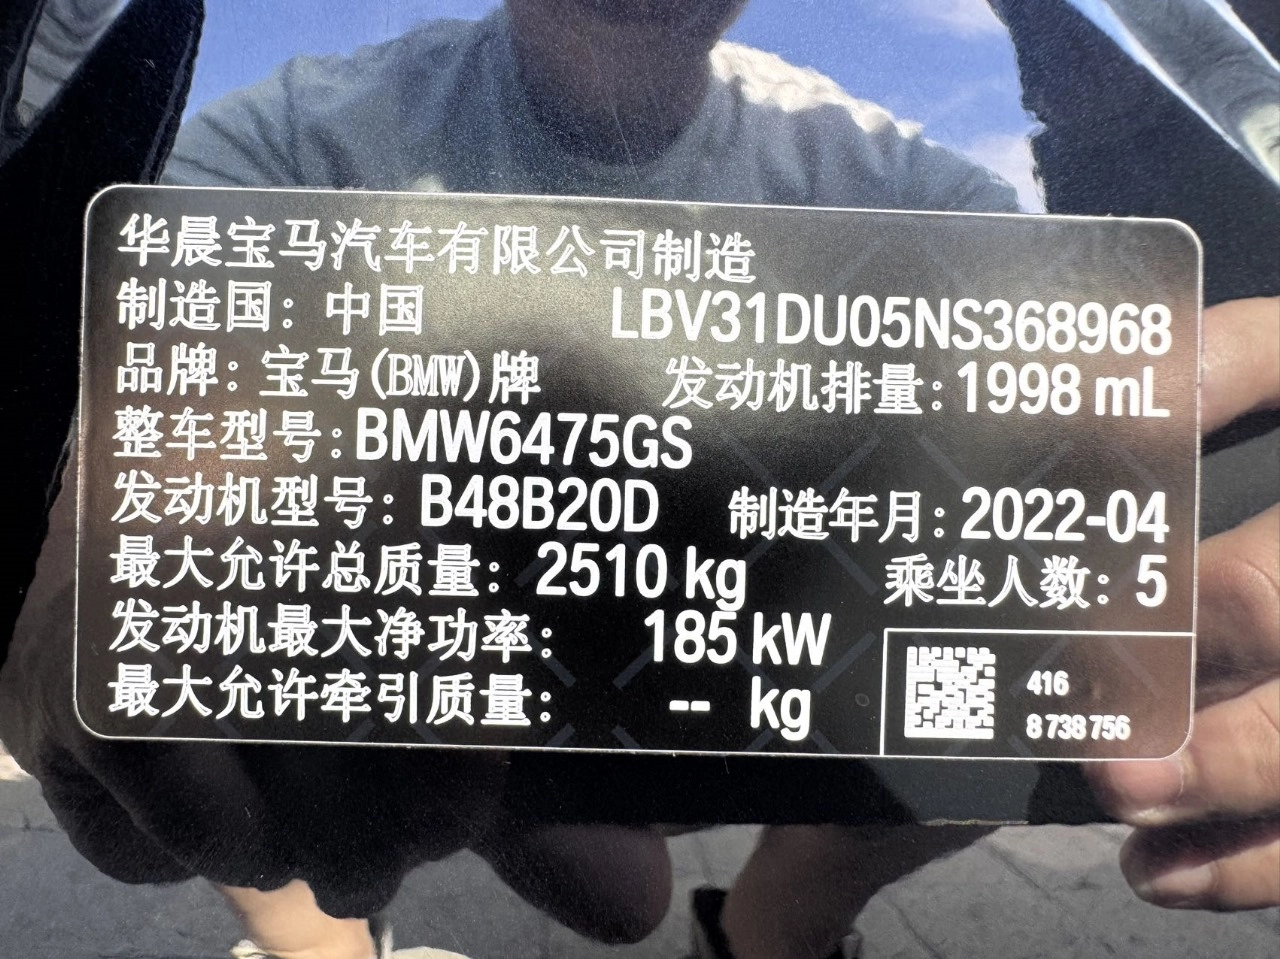 华晨宝马汽车有限公司制造
制造国：中国 LBV31DU05NS368968
品牌：宝马(BMW)牌 发动机排量：1998 mL
整车型号：BMW6475GS
发动机型号：B48B20D 制造年月：2022-04
最大允许总质量：2510 kg 乘坐人数：5
发动机最大净功率： 185 kW
最大允许牵引质量： -- kg
416
8 738 756